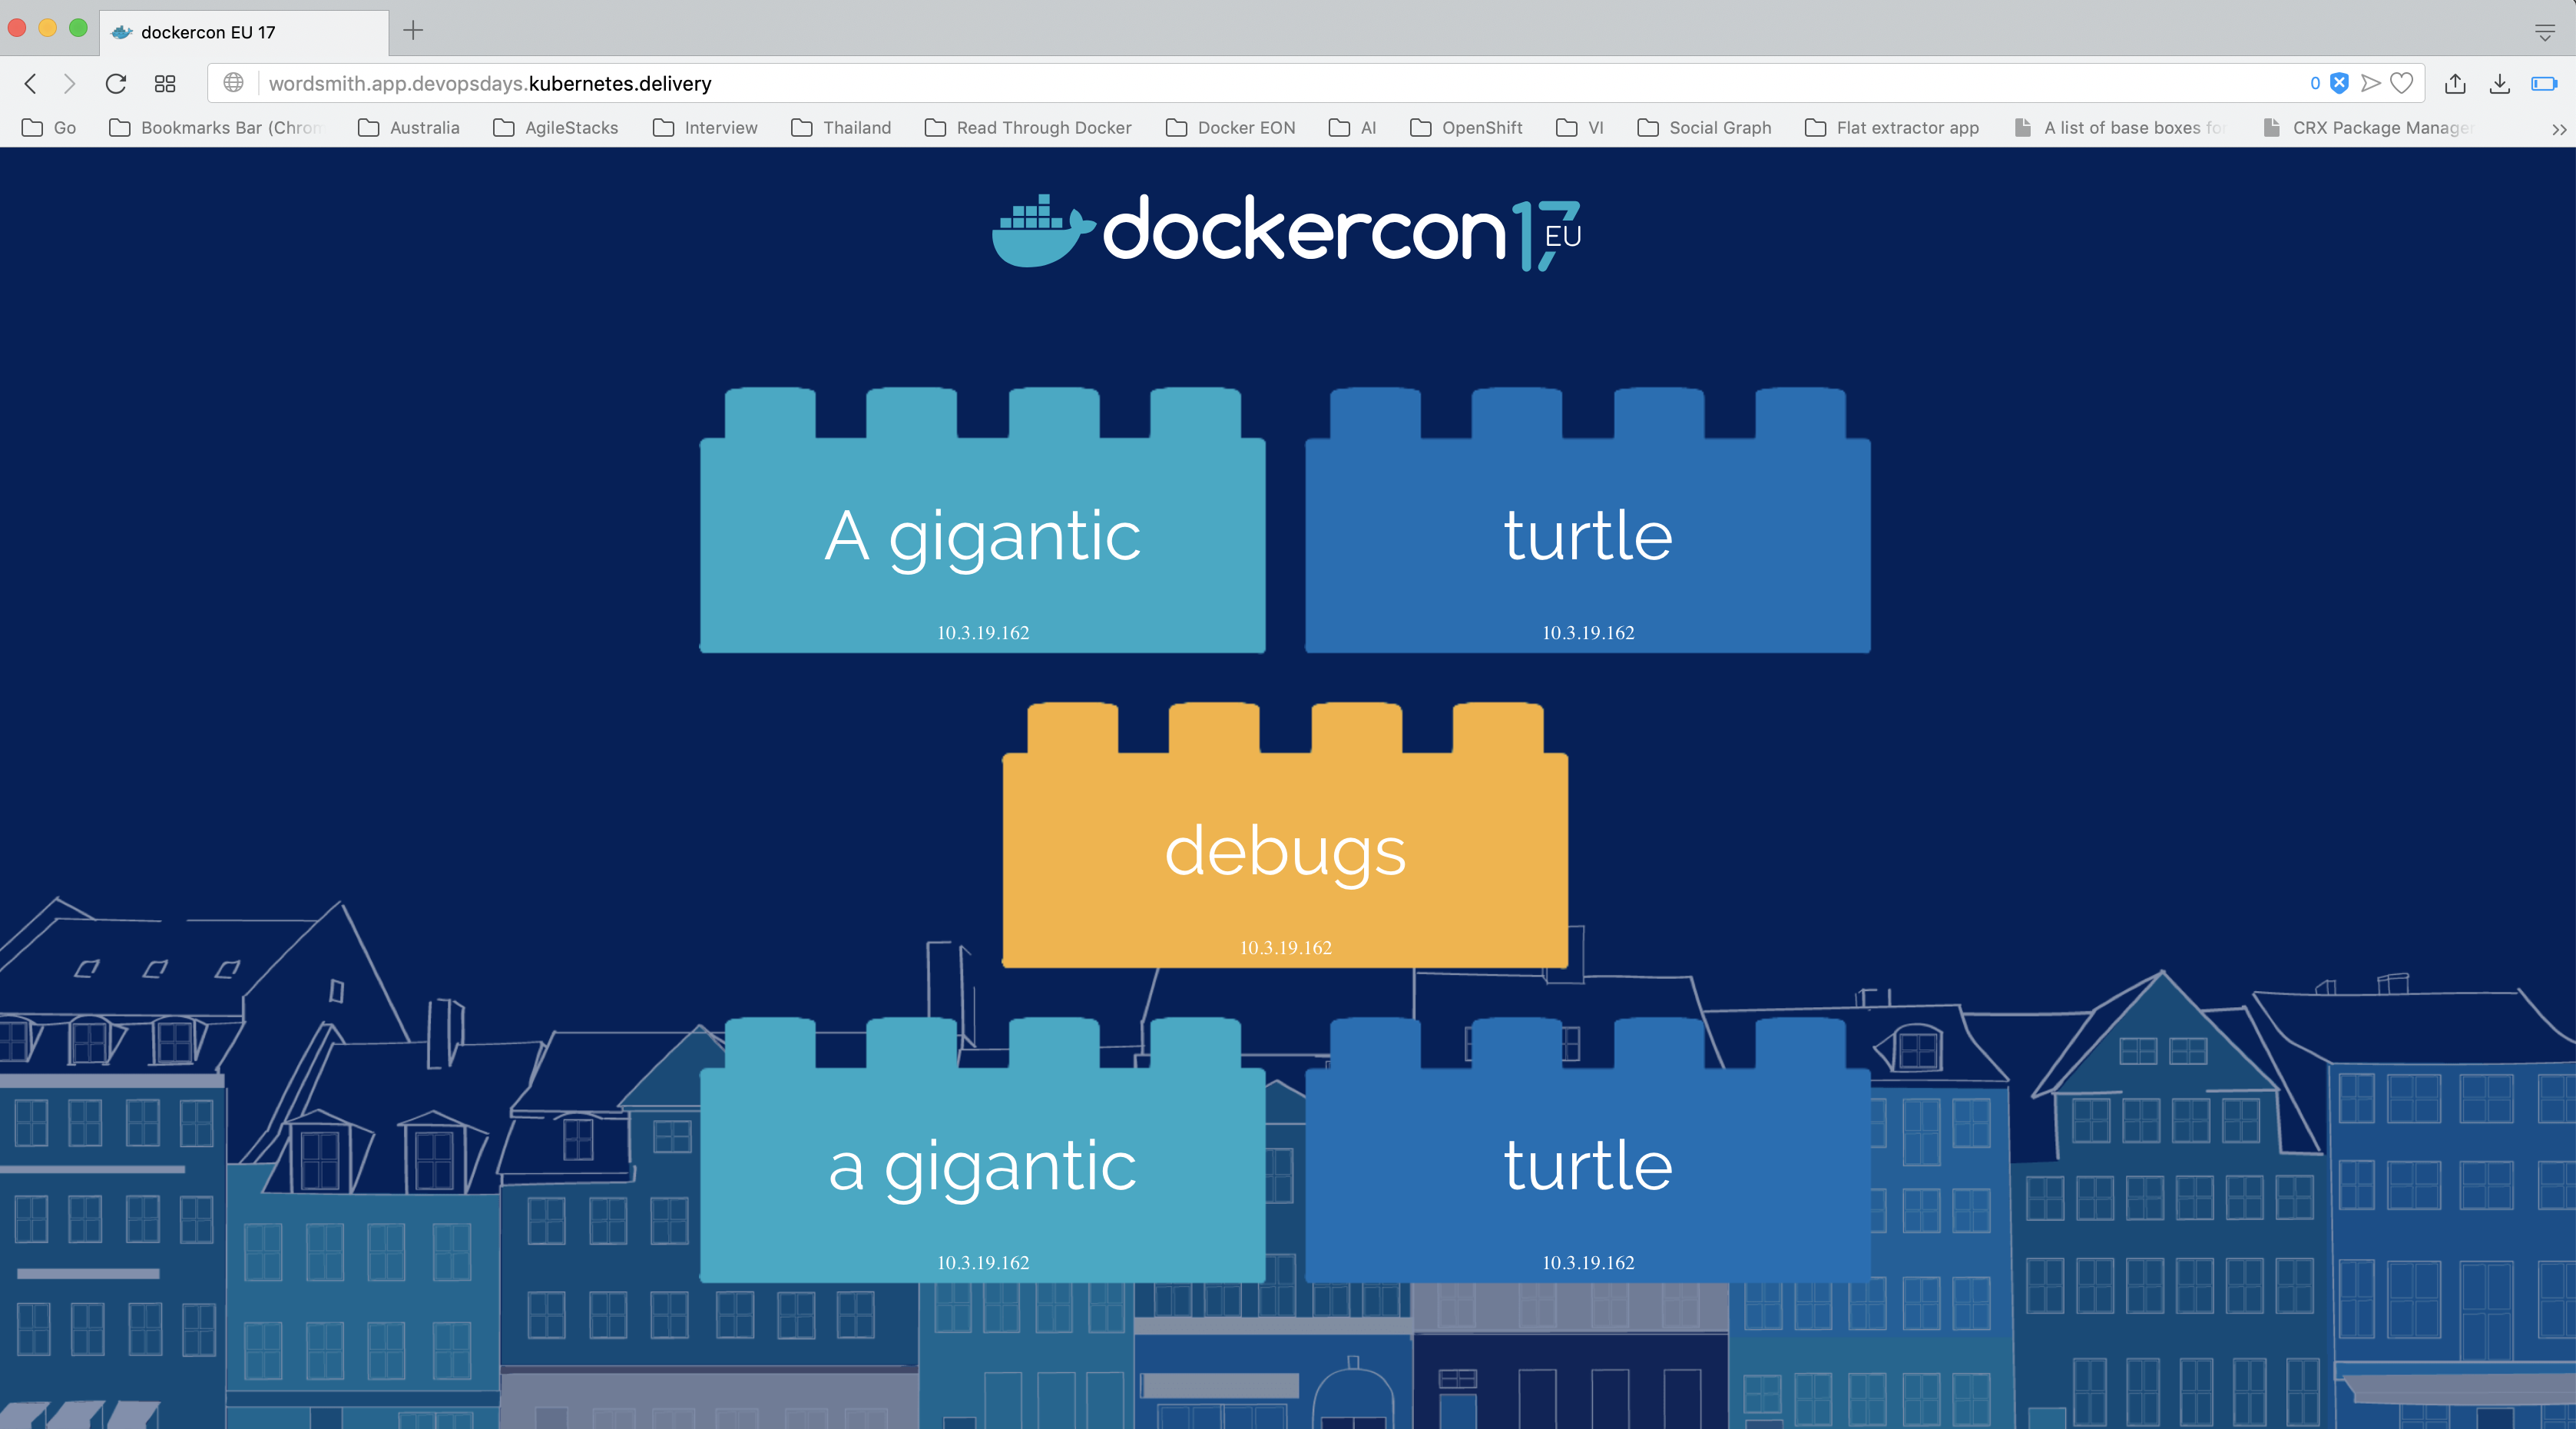 dockercon EU 17
wordsmith.app.devopsdays.kubernetes.delivery
0
Go
Bookmarks Bar (Chrom
Australia
AgileStacks
Interview
Thailand
Read Through Docker
Docker EON
AI
OpenShift
VI
Social Graph
Flat extractor app
A list of base boxes for
CRX Package Manager
dockercon 17 EU
A gigantic
10.3.19.162
turtle
10.3.19.162
debugs
10.3.19.162
a gigantic
10.3.19.162
turtle
10.3.19.162